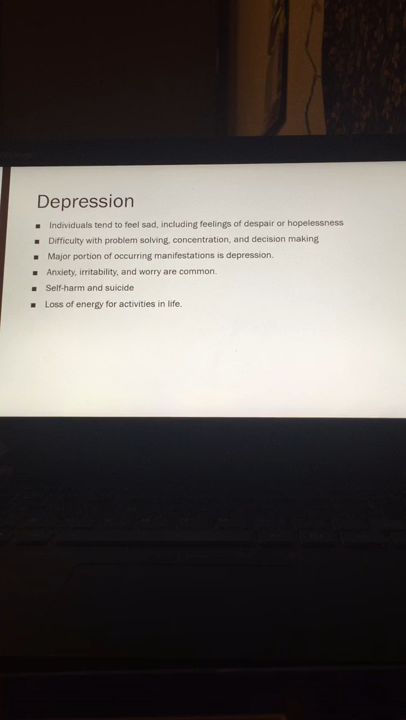 Depression
▪ Individuals tend to feel sad, including feelings of despair or hopelessness
▪ Difficulty with problem solving, concentration, and decision making
▪ Major portion of occurring manifestations is depression.
▪ Anxiety, irritability, and worry are common.
▪ Self-harm and suicide
▪ Loss of energy for activities in life.